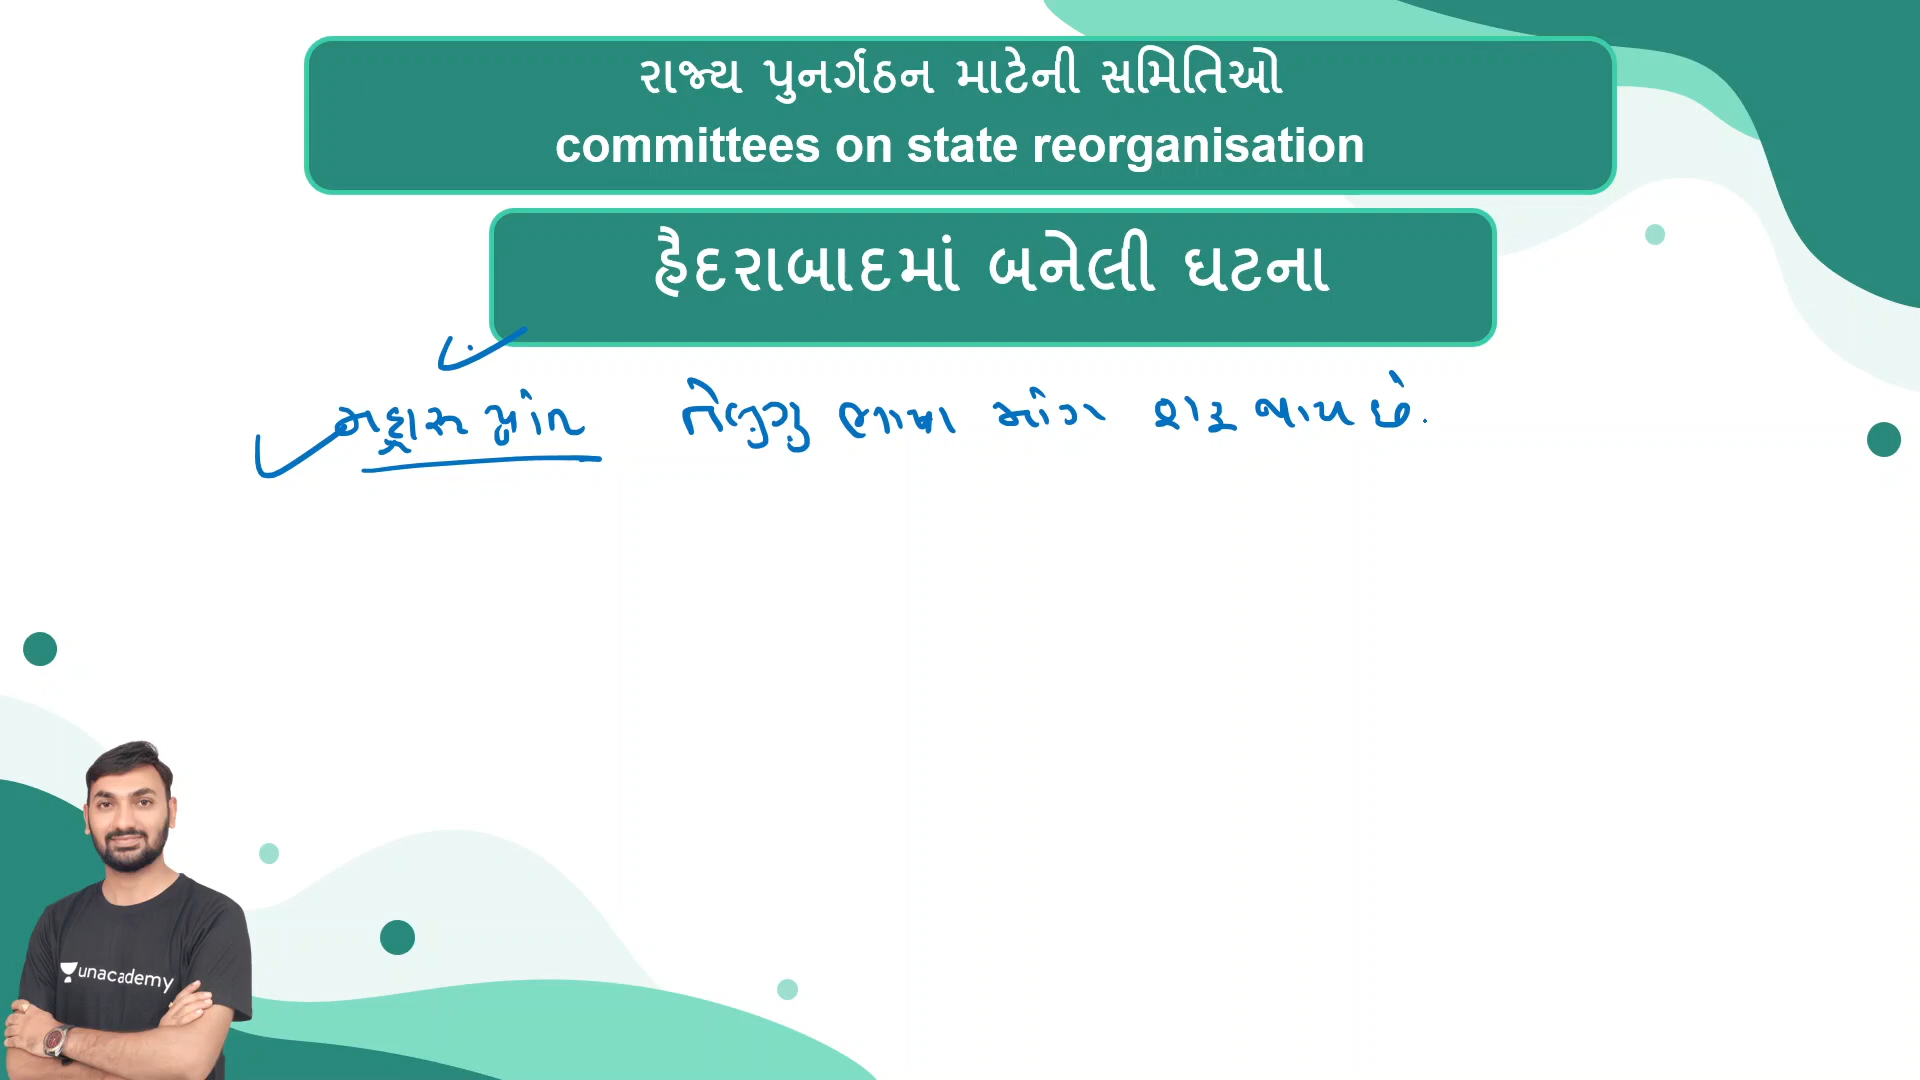 રાજ્ય પુનર્ગઠન માટેની સમિતિઓ
committees on state reorganisation
હૈદરાબાદમાં બનેલી ઘટના
મદ્રાસ પ્રાંત તેલુગુ ભાષા માંગ શરૂ થાય છે.
unacademy